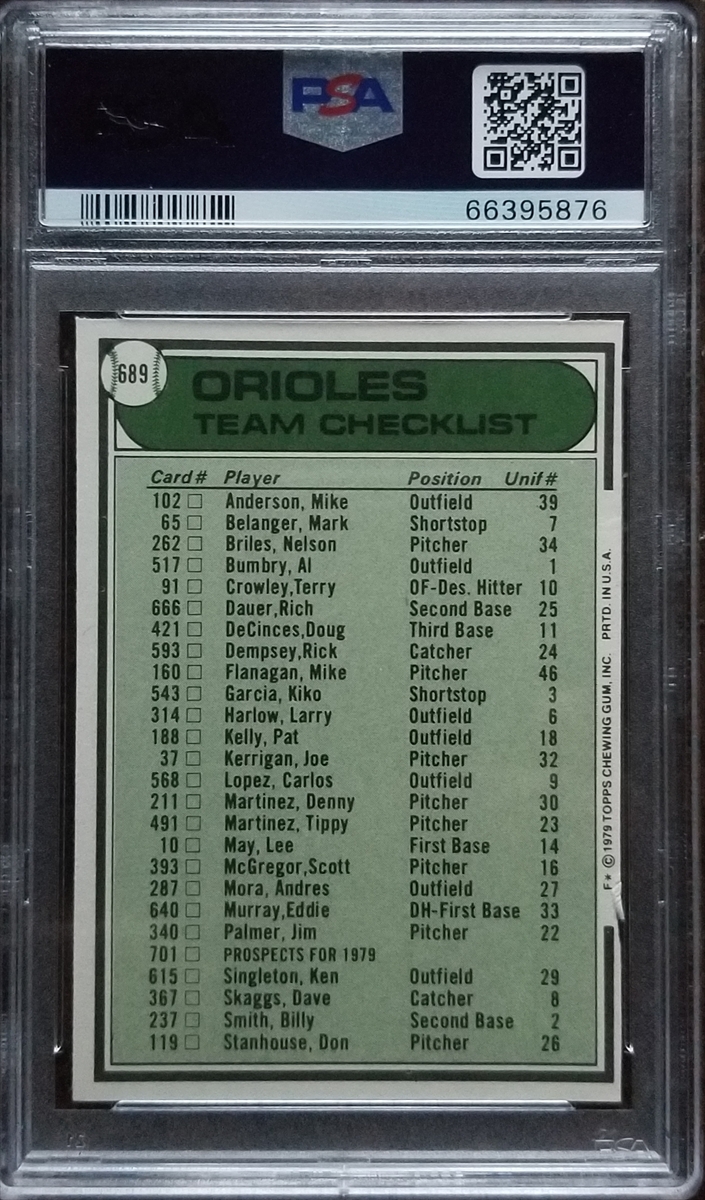 PSA
66395876
689
ORIOLES
TEAM CHECKLIST
Card # Player Position Unif #
102 □ Anderson, Mike Outfield 39
65 □ Belanger, Mark Shortstop 7
262 □ Briles, Nelson Pitcher 34
517 □ Bumbry, Al Outfield 1
91 □ Crowley,Terry OF-Des. Hitter 10
666 □ Dauer,Rich Second Base 25
421 □ DeCinces,Doug Third Base 11
593 □ Dempsey,Rick Catcher 24
160 □ Flanagan, Mike Pitcher 46
543 □ Garcia, Kiko Shortstop 3
314 □ Harlow, Larry Outfield 6
188 □ Kelly, Pat Outfield 18
37 □ Kerrigan, Joe Pitcher 32
568 □ Lopez, Carlos Outfield 9
211 □ Martinez, Denny Pitcher 30
491 □ Martinez, Tippy Pitcher 23
10 □ May, Lee First Base 14
393 □ McGregor,Scott Pitcher 16
287 □ Mora, Andres Outfield 27
640 □ Murray,Eddie DH-First Base 33
340 □ Palmer, Jim Pitcher 22
701 □ PROSPECTS FOR 1979
615 □ Singleton, Ken Outfield 29
367 □ Skaggs, Dave Catcher 8
237 □ Smith, Billy Second Base 2
119 □ Stanhouse, Don Pitcher 26
F* © 1979 TOPPS CHEWING GUM, INC. PRTD. IN U.S.A.